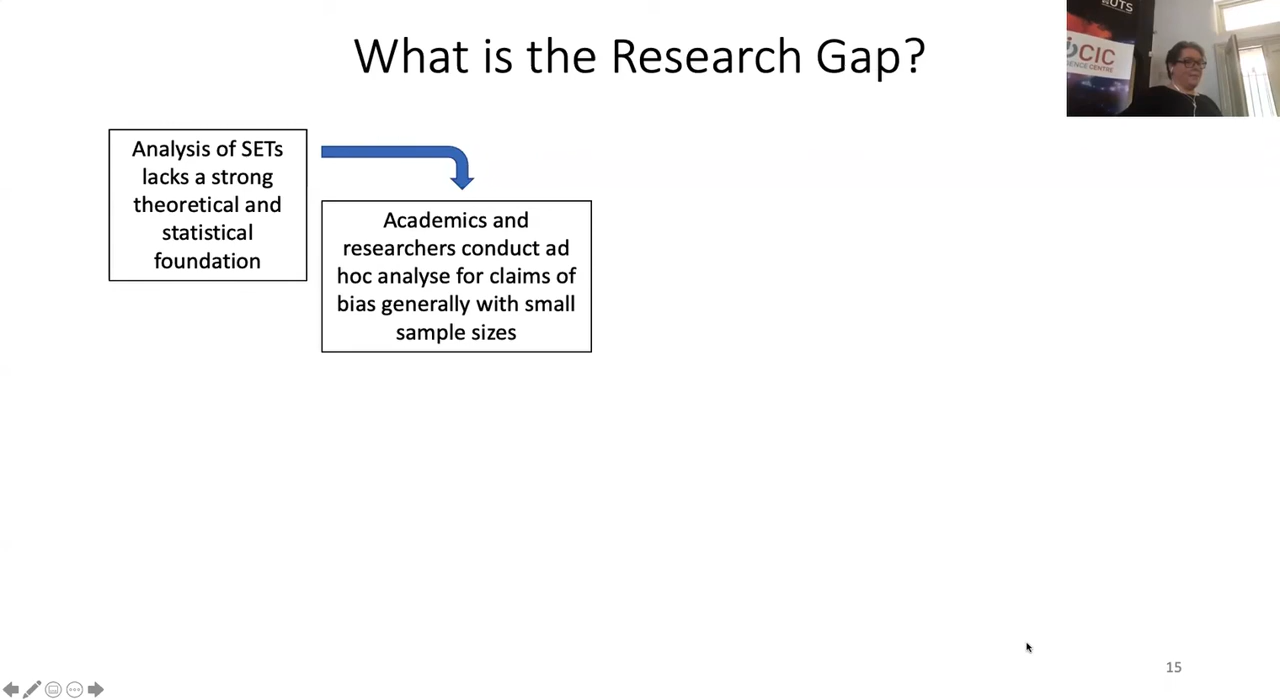 What is the Research Gap?
UTS
CIC
Analysis of SETs
lacks a strong
theoretical and
statistical
foundation
Academics and
researchers conduct ad
hoc analyse for claims of
bias generally with small
sample sizes
15